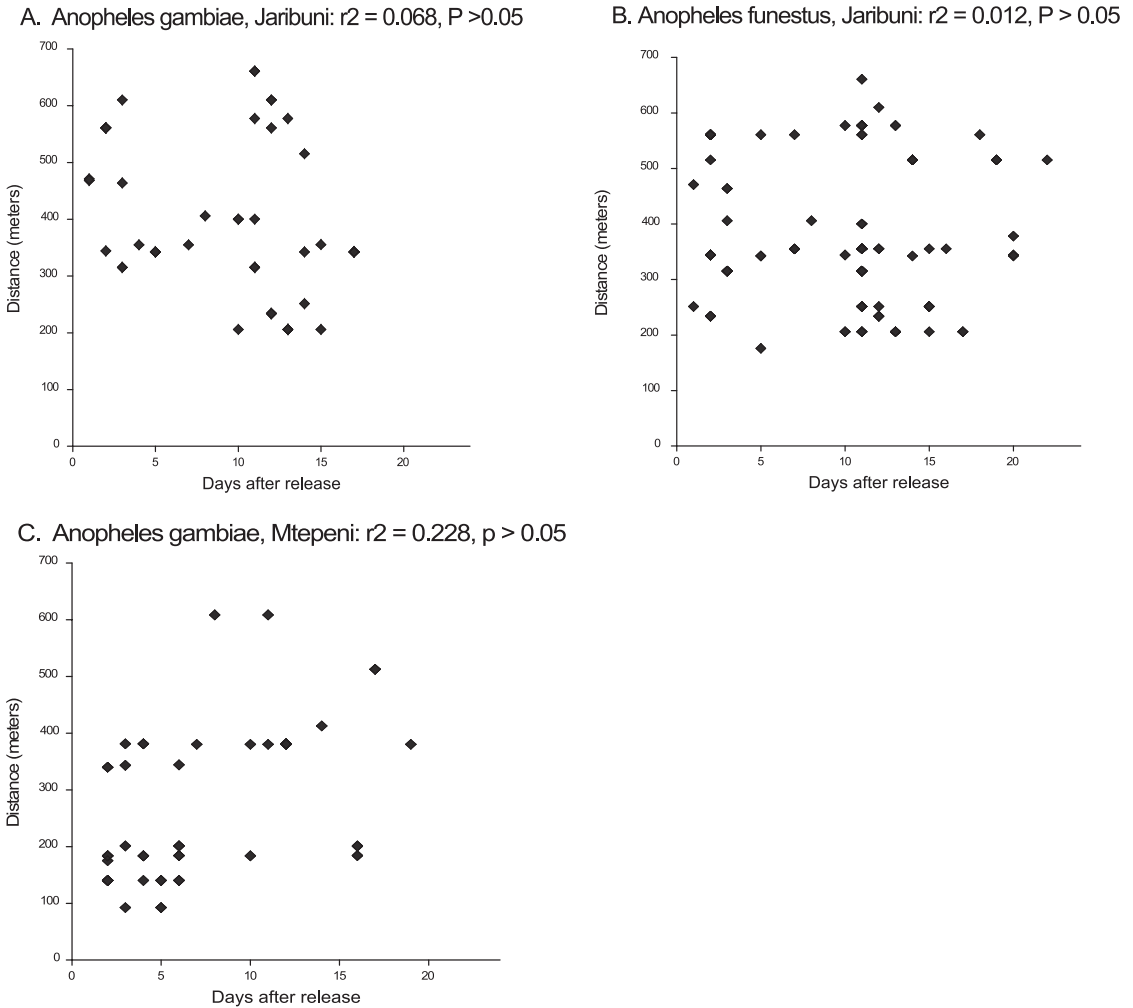 A. Anopheles gambiae, Jaribuni: r2 = 0.068, P >0.05
700
600
500
400
300
200
100
0
Distance (meters)
0 5 10 15 20
Days after release
B. Anopheles funestus, Jaribuni: r2 = 0.012, P > 0.05
700
600
500
400
300
200
100
0
Distance (meters)
0 5 10 15 20
Days after release
C. Anopheles gambiae, Mtepeni: r2 = 0.228, p > 0.05
700
600
500
400
300
200
100
0
Distance (meters)
0 5 10 15 20
Days after release